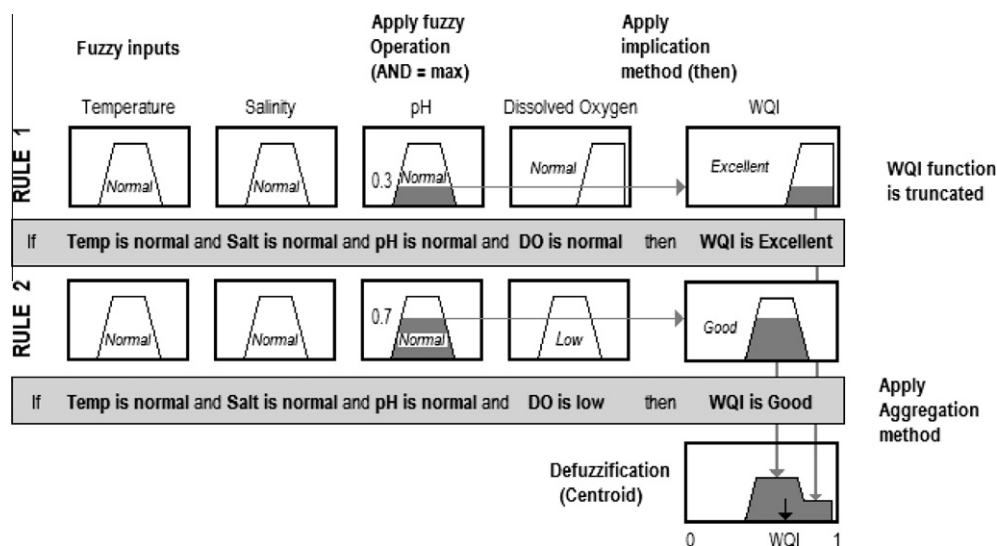 Fuzzy inputs
Apply fuzzy
Operation
(AND = max)
Apply
implication
method (then)
Temperature Salinity pH Dissolved Oxygen WQI
RULE 1
Normal Normal 0.3 Normal Normal Excellent
WQI function
is truncated
If Temp is normal and Salt is normal and pH is normal and DO is normal then WQI is Excellent
RULE 2
Normal Normal 0.7 Normal Low Good
If Temp is normal and Salt is normal and pH is normal and DO is low then WQI is Good
Apply
Aggregation
method
Defuzzification
(Centroid)
0 WQI 1